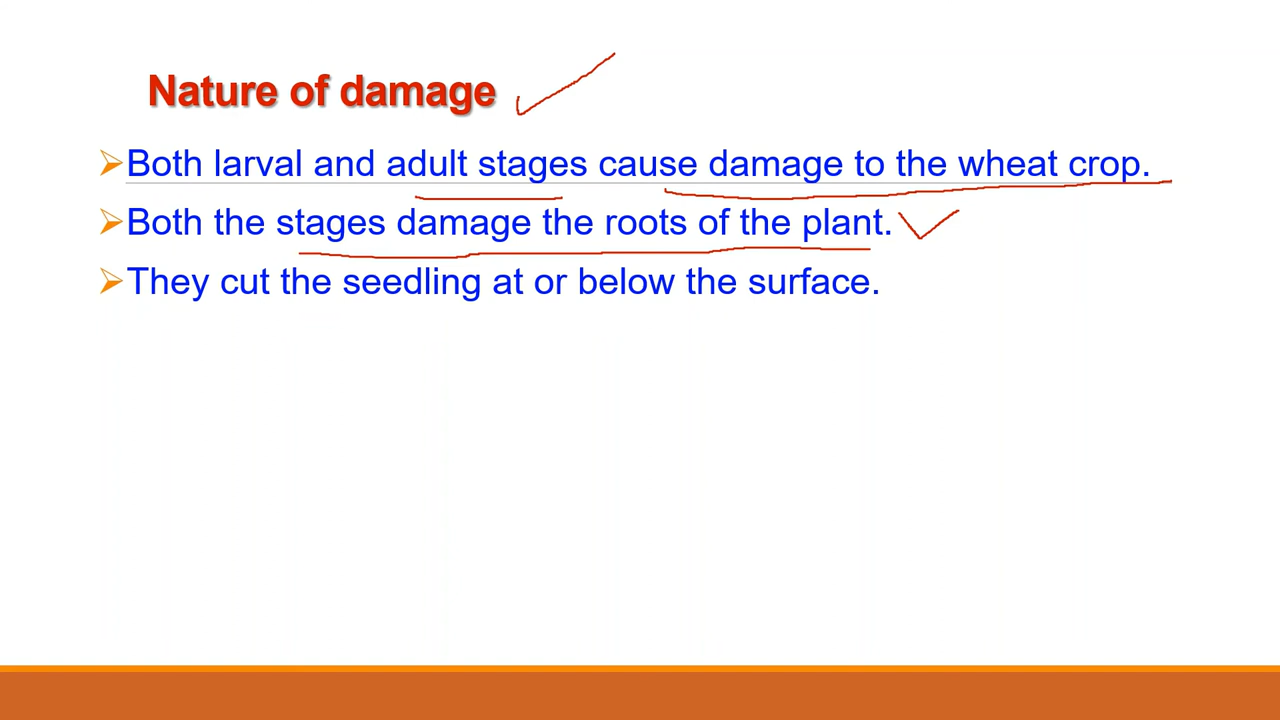 Nature of damage
Both larval and adult stages cause damage to the wheat crop.
Both the stages damage the roots of the plant.
They cut the seedling at or below the surface.